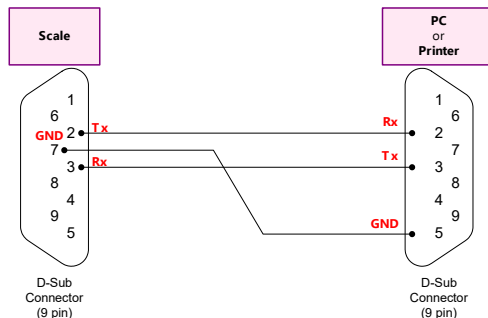 Scale
PC
or
Printer
1
6
2
Tx
GND
7
3
Rx
8
4
9
5
D-Sub
Connector
(9 pin)
1
6
Rx
2
7
Tx
3
8
4
9
GND
5
D-Sub
Connector
(9 pin)